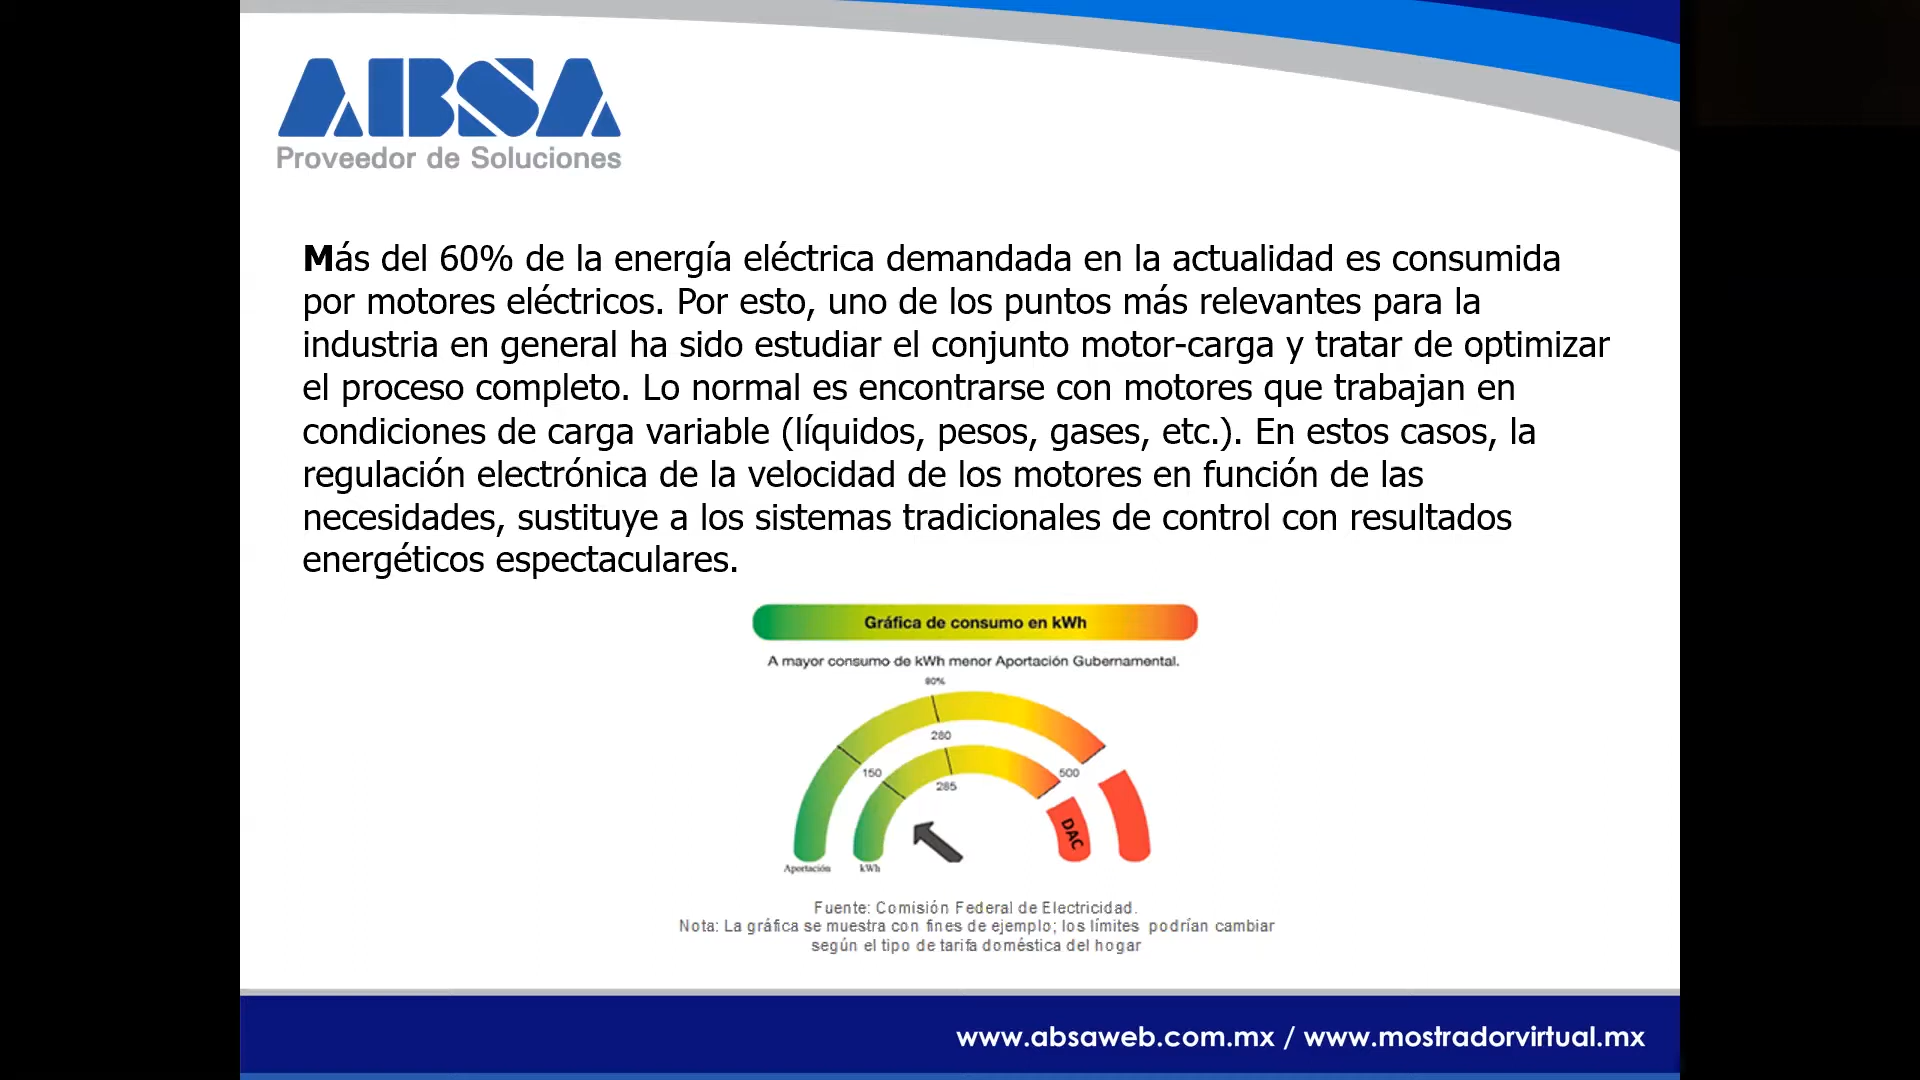 ABSA
Proveedor de Soluciones
Más del 60% de la energía eléctrica demandada en la actualidad es consumida
por motores eléctricos. Por esto, uno de los puntos más relevantes para la
industria en general ha sido estudiar el conjunto motor-carga y tratar de optimizar
el proceso completo. Lo normal es encontrarse con motores que trabajan en
condiciones de carga variable (líquidos, pesos, gases, etc.). En estos casos, la
regulación electrónica de la velocidad de los motores en función de las
necesidades, sustituye a los sistemas tradicionales de control con resultados
energéticos espectaculares.
Gráfica de consumo en kWh
A mayor consumo de kWh menor Aportación Gubernamental.
80%
280
150
500
285
DAC
Aportación
kWh
Fuente: Comisión Federal de Electricidad.
Nota: La gráfica se muestra con fines de ejemplo; los límites podrían cambiar
según el tipo de tarifa doméstica del hogar
www.absaweb.com.mx / www.mostradorvirtual.mx